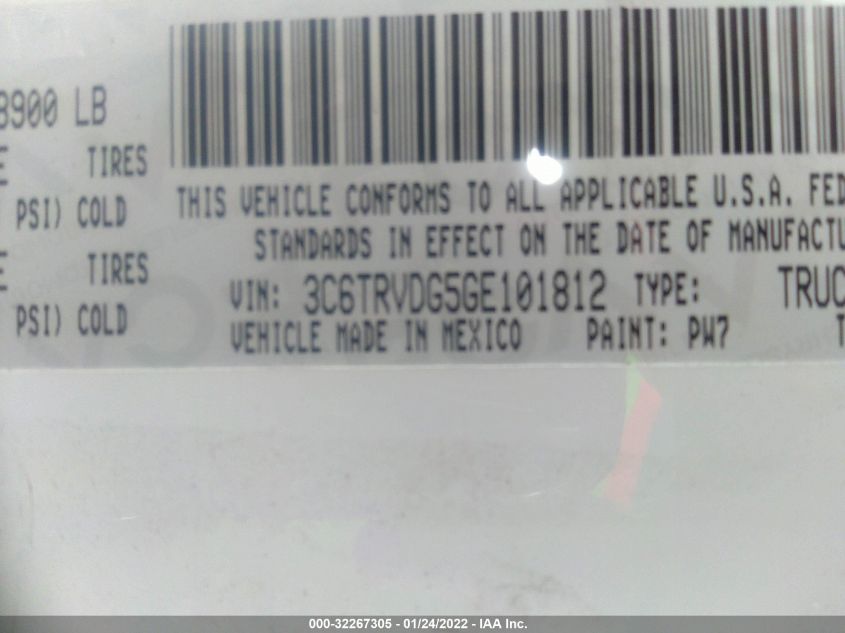 8900 LB
TIRES
PSI) COLD
TIRES
PSI) COLD
THIS VEHICLE CONFORMS TO ALL APPLICABLE U.S.A. FED
STANDARDS IN EFFECT ON THE DATE OF MANUFACTU
VIN: 3C6TRVDG5GE101812 TYPE: TRUC
VEHICLE MADE IN MEXICO PAINT: PW7 T
000-32267305 - 01/24/2022 - IAA Inc.